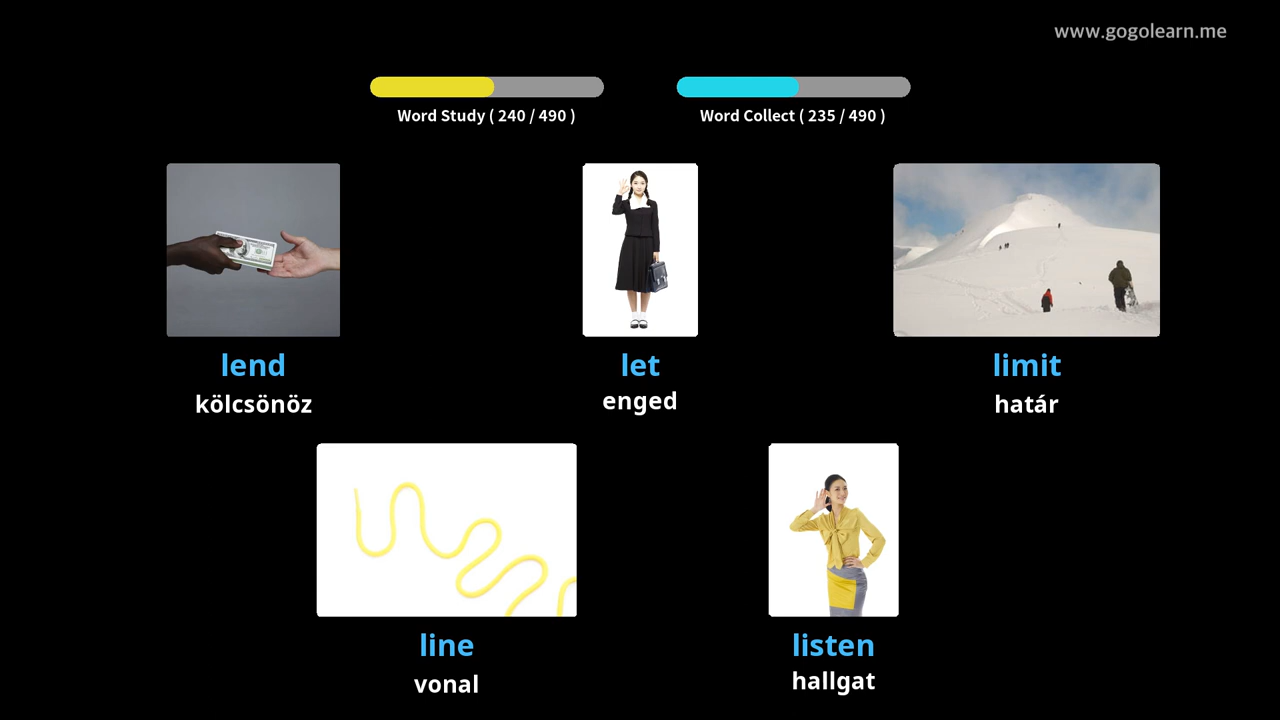 www.gogolearn.me
Word Study ( 240 / 490 )
Word Collect ( 235 / 490 )
lend
kölcsönöz
let
enged
limit
határ
line
vonal
listen
hallgat